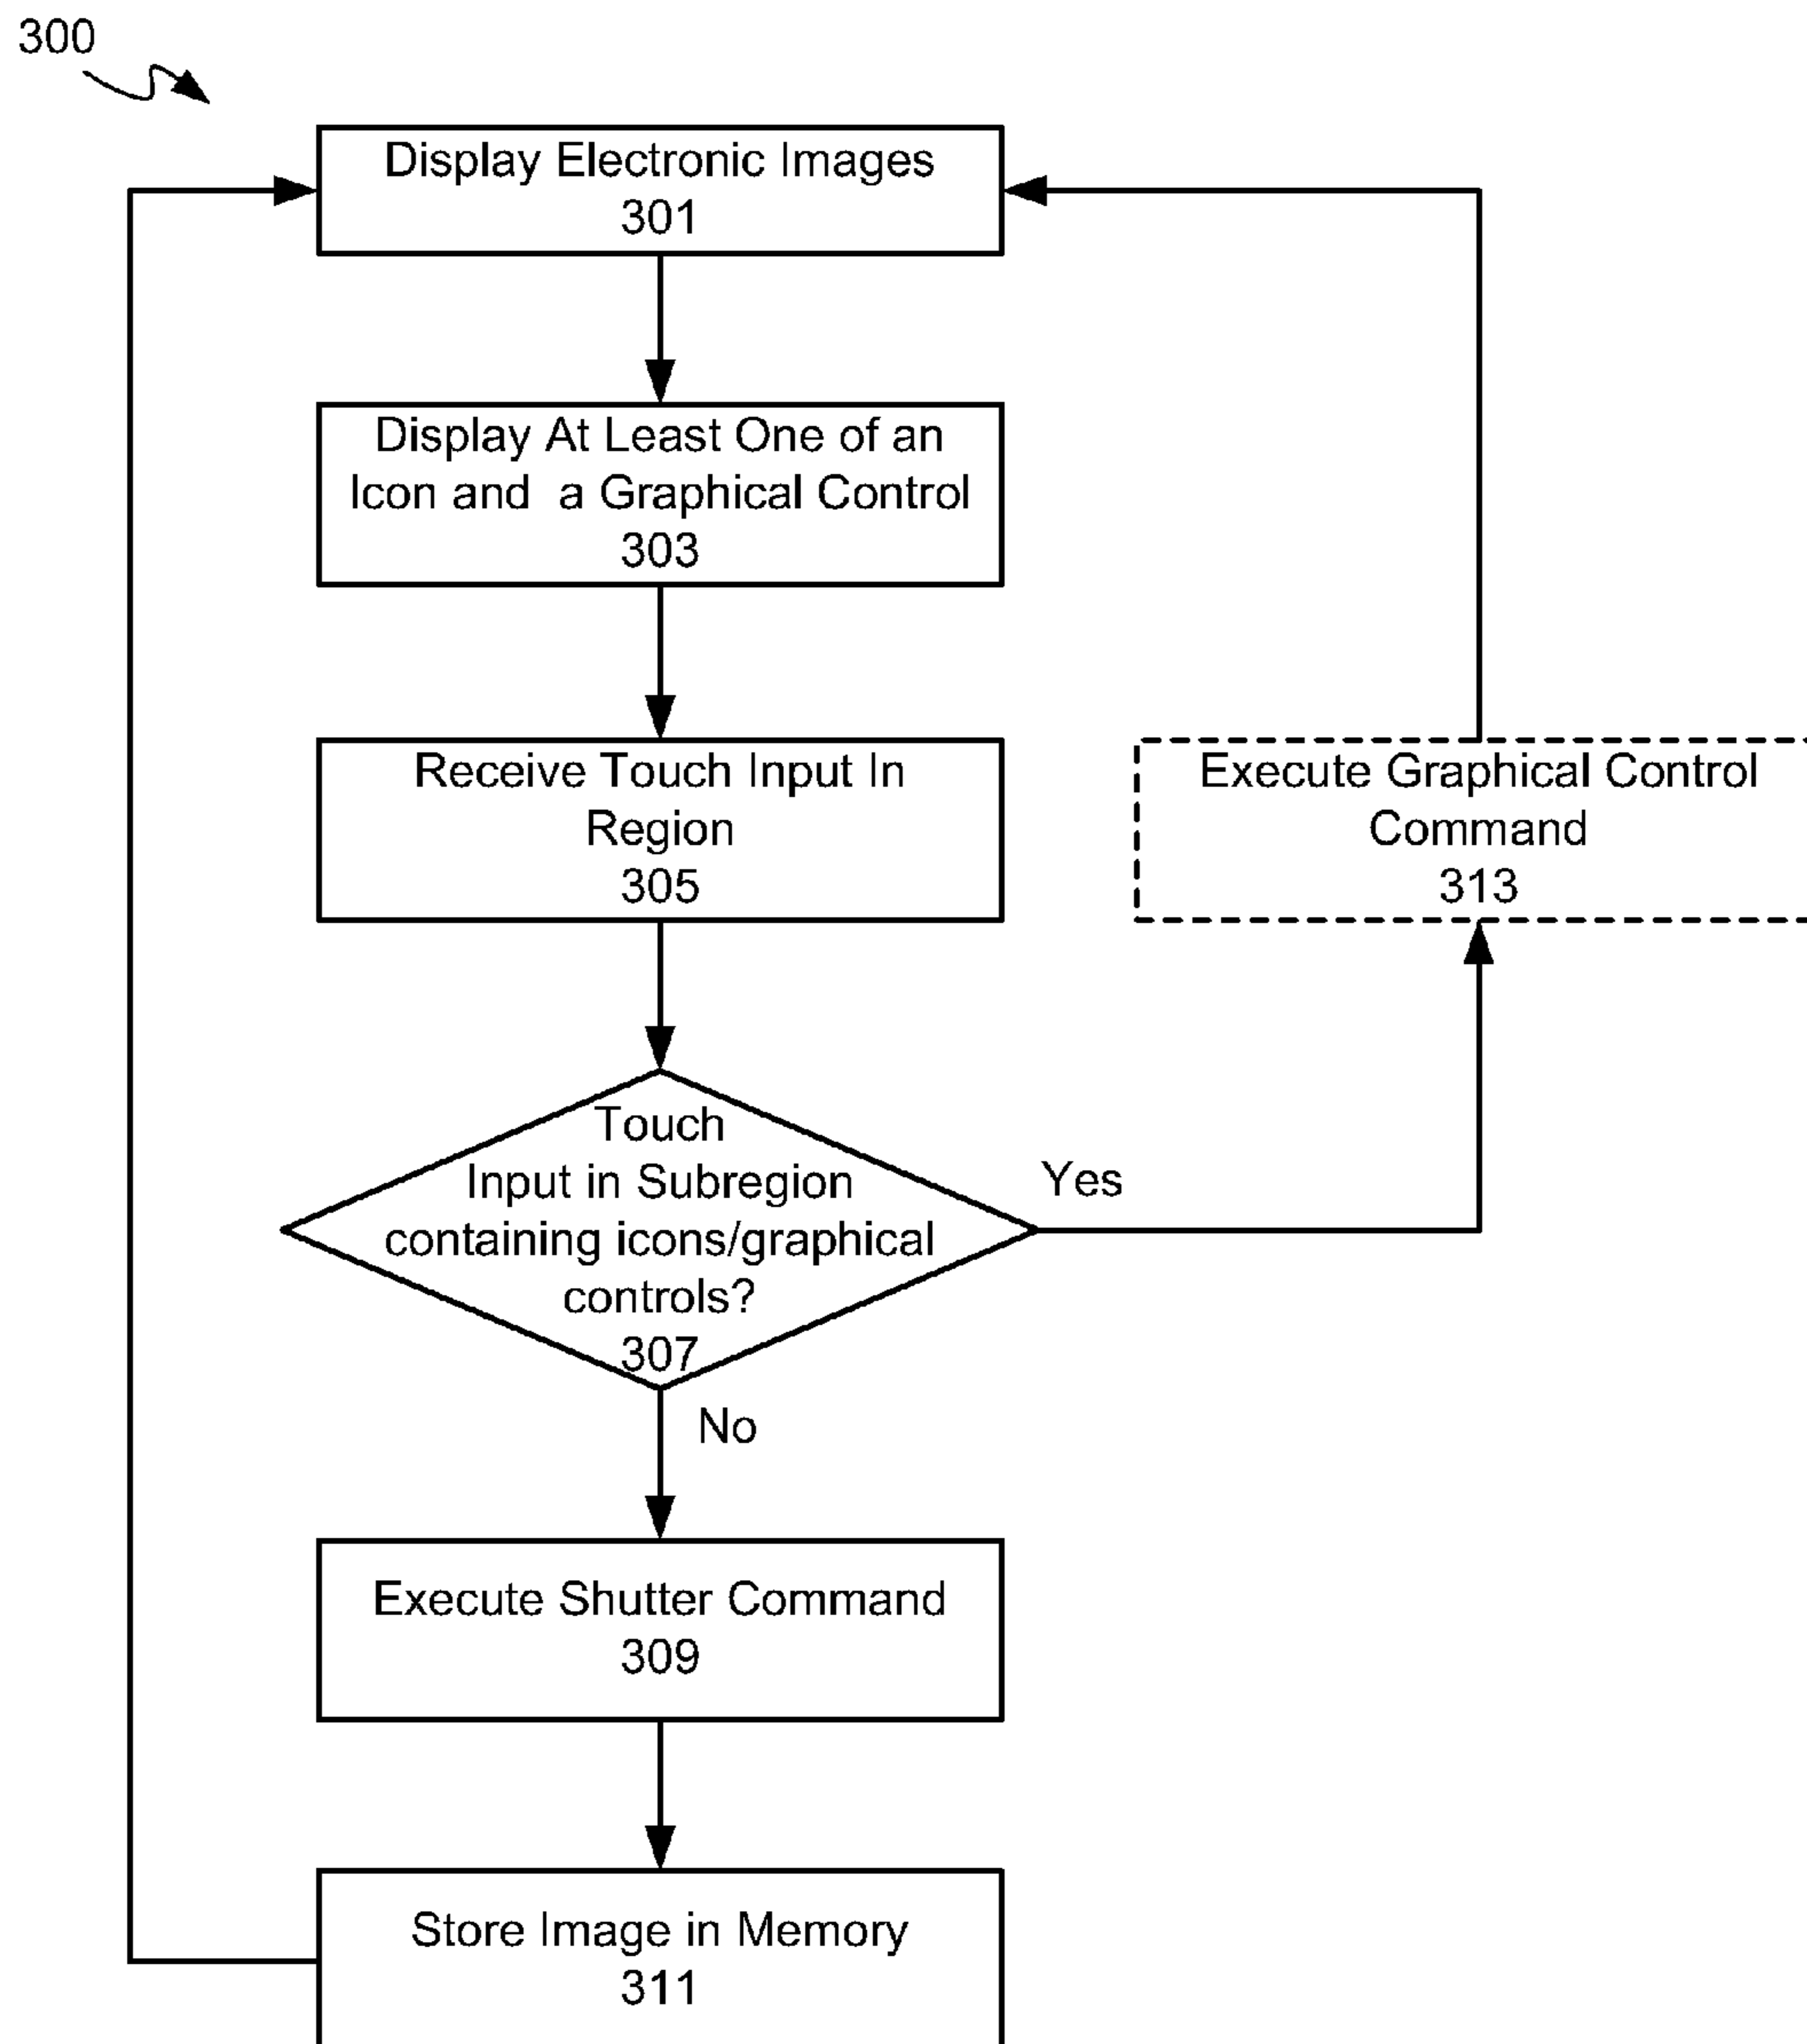 300
Display Electronic Images
301
Display At Least One of an
Icon and a Graphical Control
303
Receive Touch Input In
Region
305
Execute Graphical Control
Command
313
Touch
Input in Subregion
containing icons/graphical
controls?
307
Yes
No
Execute Shutter Command
309
Store Image in Memory
311